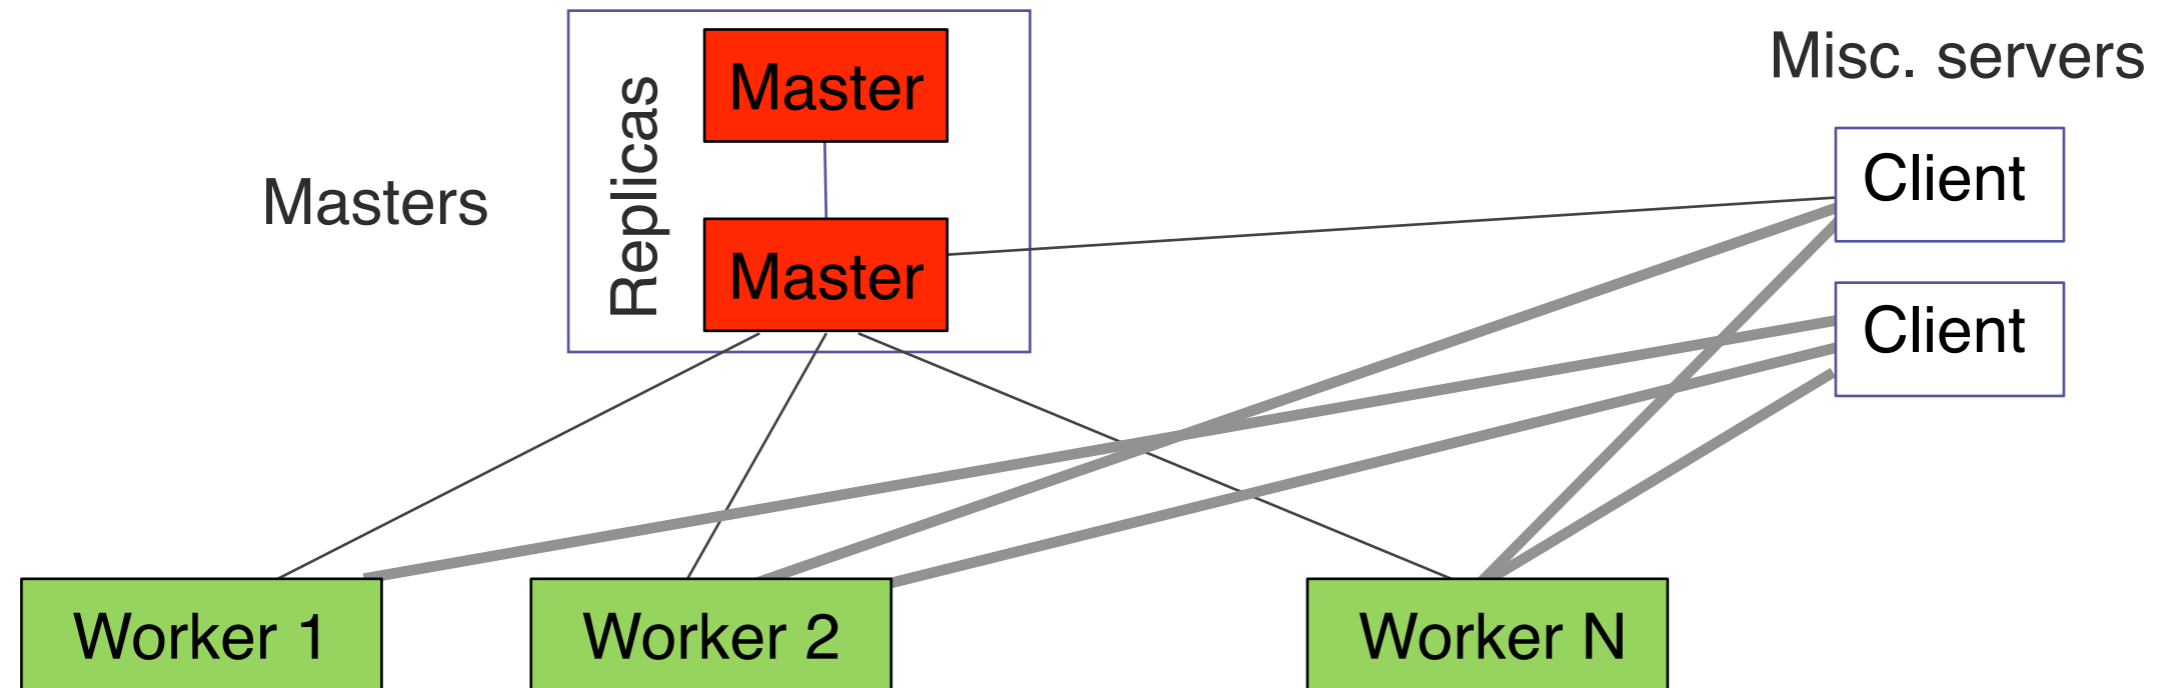 Masters
Replicas
Master
Master
Misc. servers
Client
Client
Worker 1
Worker 2
Worker N